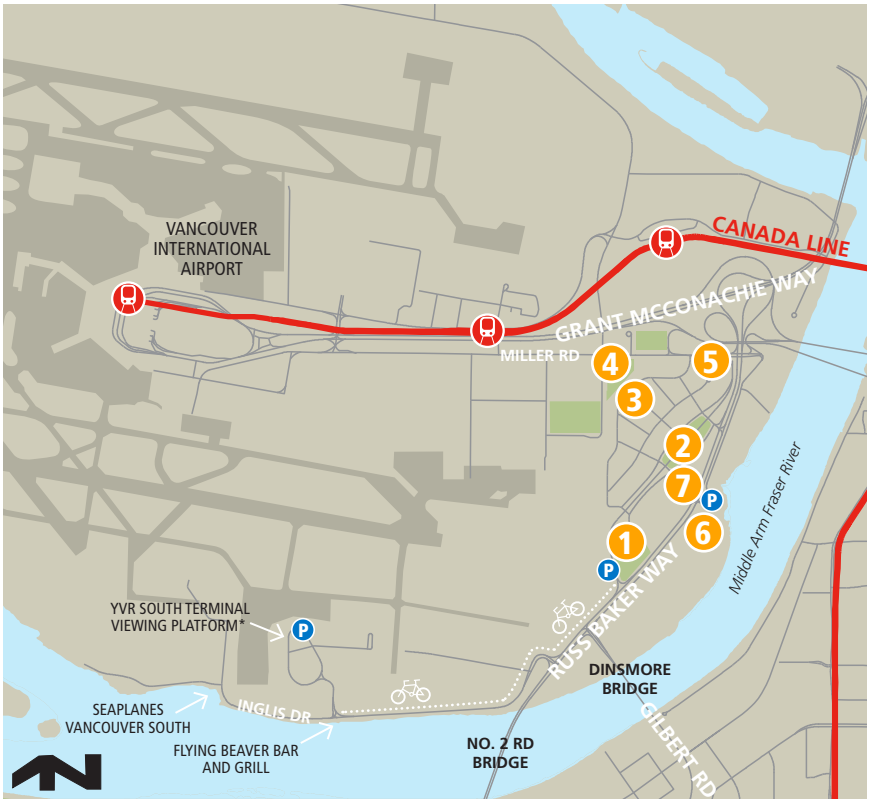 VANCOUVER
INTERNATIONAL
AIRPORT
CANADA LINE
GRANT MCCONACHIE WAY
MILLER RD
4
5
3
2
7
P
6
1
P
Middle Arm Fraser River
RUSS BAKER WAY
YVR SOUTH TERMINAL
VIEWING PLATFORM*
P
DINSMORE
BRIDGE
SEAPLANES
VANCOUVER SOUTH
INGLIS DR
GILBERT RD
FLYING BEAVER BAR
AND GRILL
NO. 2 RD
BRIDGE
N